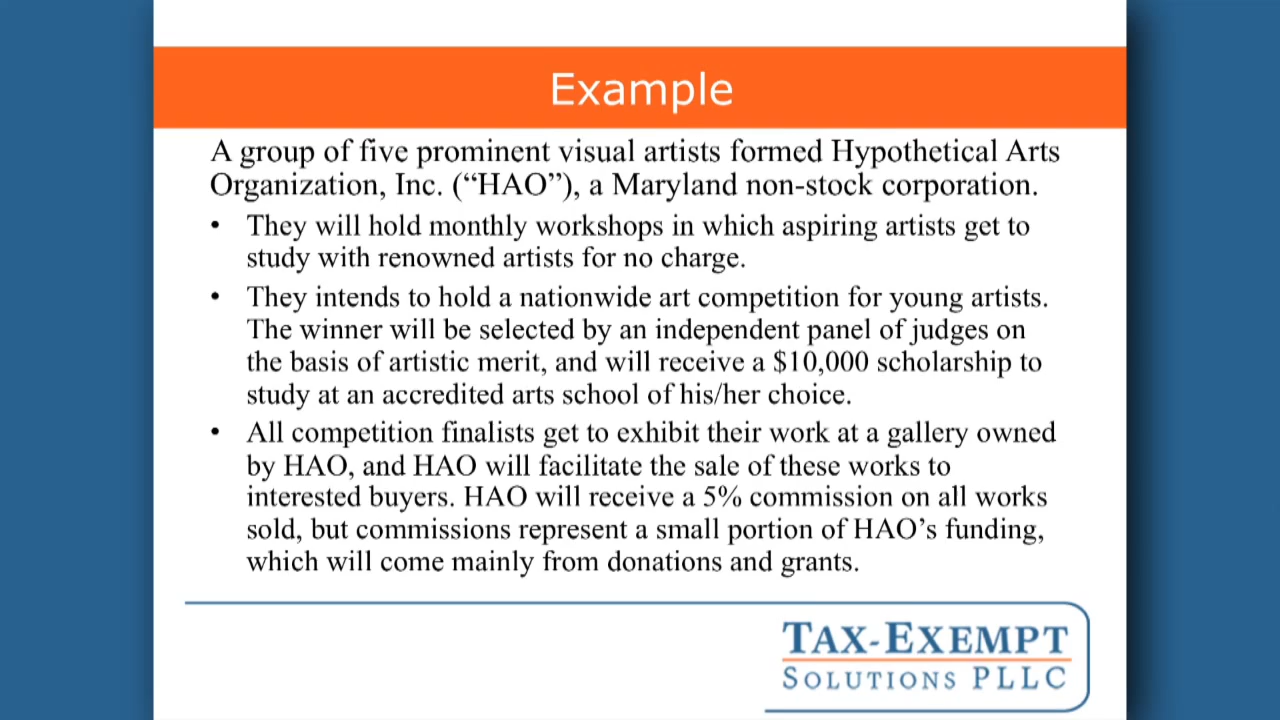 Example
A group of five prominent visual artists formed Hypothetical Arts
Organization, Inc. (“HAO”), a Maryland non-stock corporation.
• They will hold monthly workshops in which aspiring artists get to
study with renowned artists for no charge.
• They intends to hold a nationwide art competition for young artists.
The winner will be selected by an independent panel of judges on
the basis of artistic merit, and will receive a $10,000 scholarship to
study at an accredited arts school of his/her choice.
• All competition finalists get to exhibit their work at a gallery owned
by HAO, and HAO will facilitate the sale of these works to
interested buyers. HAO will receive a 5% commission on all works
sold, but commissions represent a small portion of HAO’s funding,
which will come mainly from donations and grants.
TAX-EXEMPT
SOLUTIONS PLLC